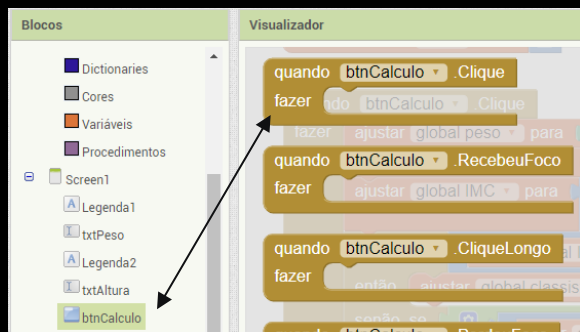 Blocos
Visualizador
Dictionaries
Cores
Variáveis
Procedimentos
Screen1
Legenda1
txtPeso
Legenda2
txtAltura
btnCalculo
quando btnCalculo .Clique
fazer
btnCalculo Clique
fazer ajustar global peso para
quando btnCalculo .RecebeuFoco
fazer
ajustar global IMC para
quando btnCalculo .CliqueLongo
fazer
então ajustar global
senão, se
quando btnCalculo